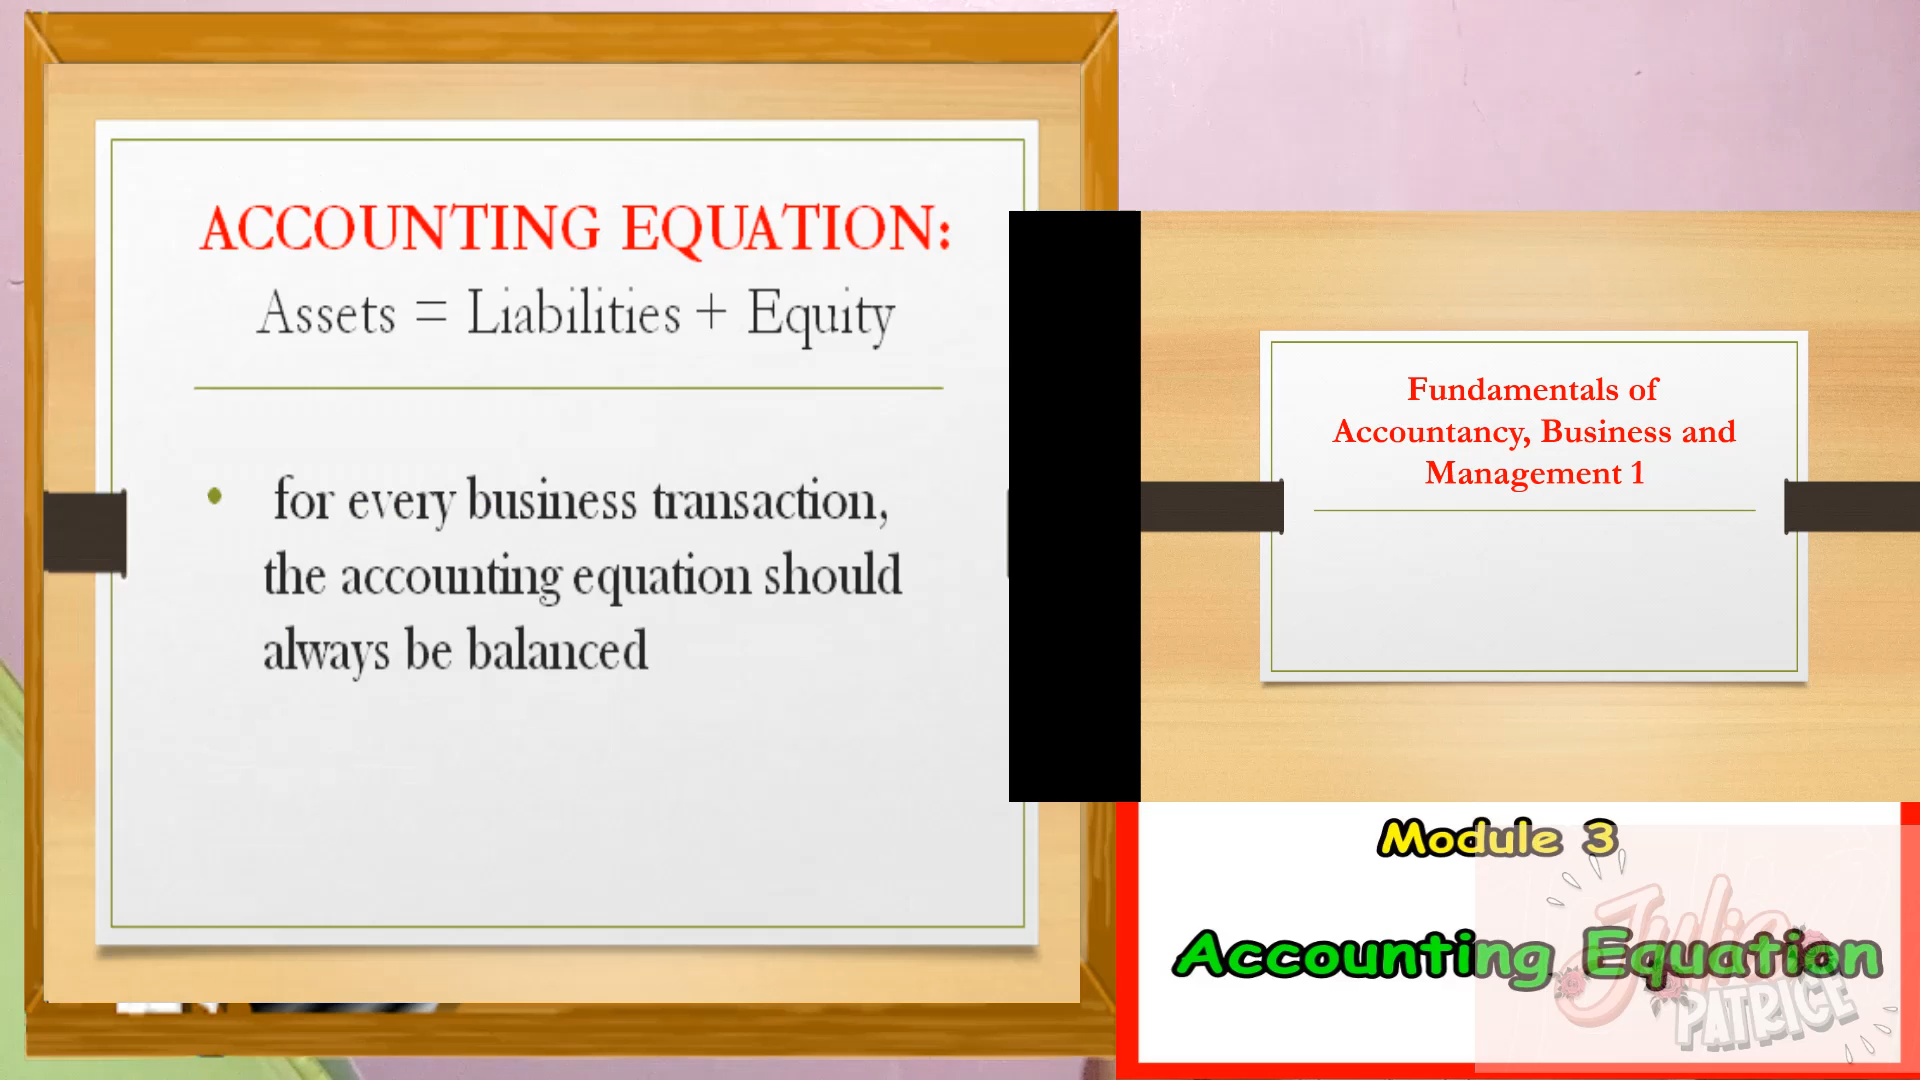 ACCOUNTING EQUATION:
Assets = Liabilities + Equity
• for every business transaction,
the accounting equation should
always be balanced
Fundamentals of
Accountancy, Business and
Management 1
Module 3
Accounting Equation
Julia
PATRICE